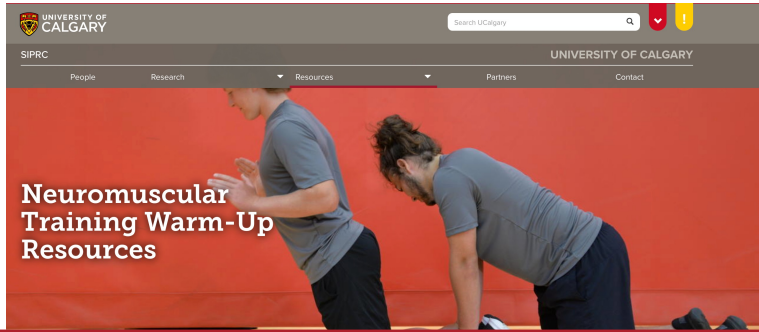 UNIVERSITY OF
CALGARY
Search UCalgary
!
SIPRC
UNIVERSITY OF CALGARY
People
Research
Resources
Partners
Contact
Neuromuscular
Training Warm-Up
Resources